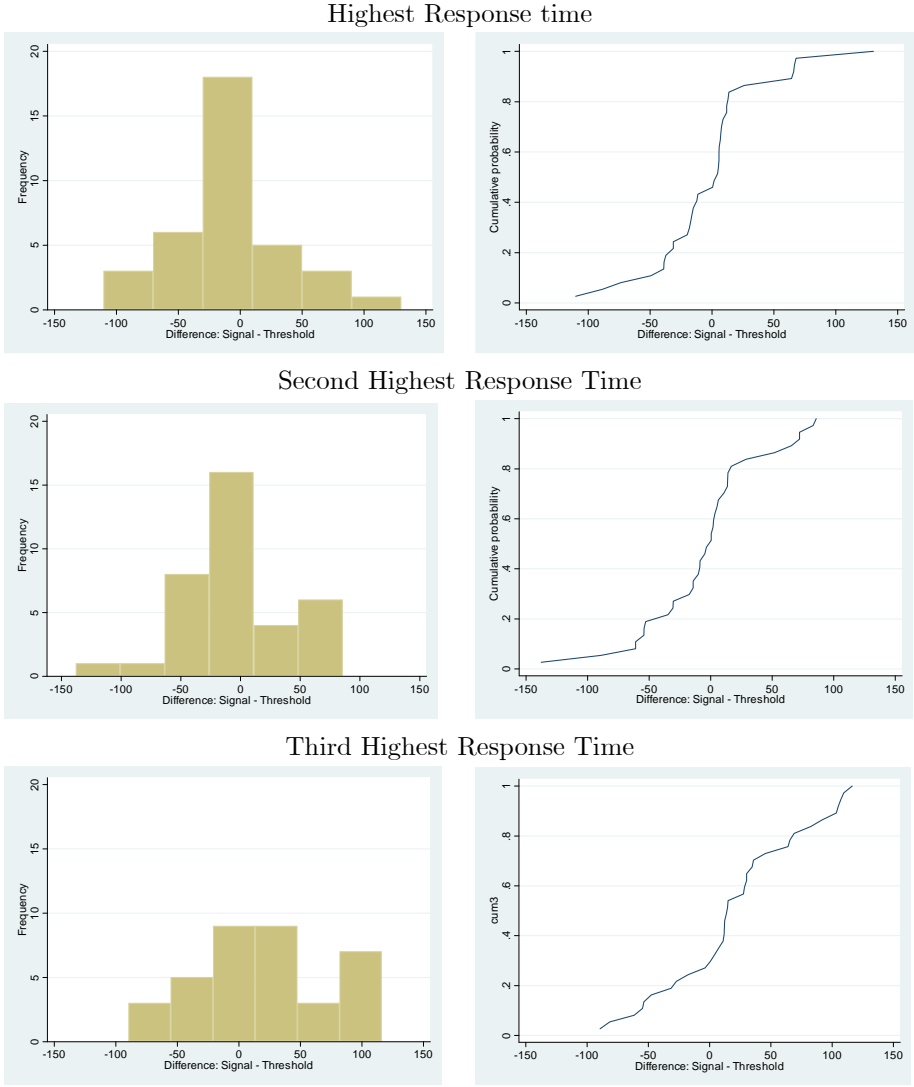 Highest Response time
20
15
10
5
0
Frequency
-150 -100 -50 0 50 100 150
Difference: Signal - Threshold
1
.8
.6
.4
.2
0
Cumulative probability
-150 -100 -50 0 50 100 150
Difference: Signal - Threshold
Second Highest Response Time
20
15
10
5
0
Frequency
-150 -100 -50 0 50 100 150
Difference: Signal - Threshold
1
.8
.6
.4
.2
0
Cumulative probablility
-150 -100 -50 0 50 100 150
Difference: Signal - Threshold
Third Highest Response Time
20
15
10
5
0
Frequency
-150 -100 -50 0 50 100 150
Difference: Signal - Threshold
1
.8
.6
.4
.2
0
cum3
-150 -100 -50 0 50 100 150
Difference: Signal - Threshold